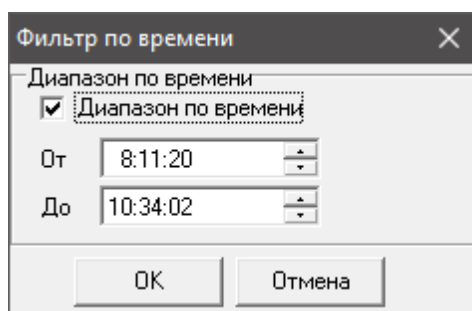 Фильтр по времени
Диапазон по времени
Диапазон по времени
От 8:11:20
До 10:34:02
OK Отмена